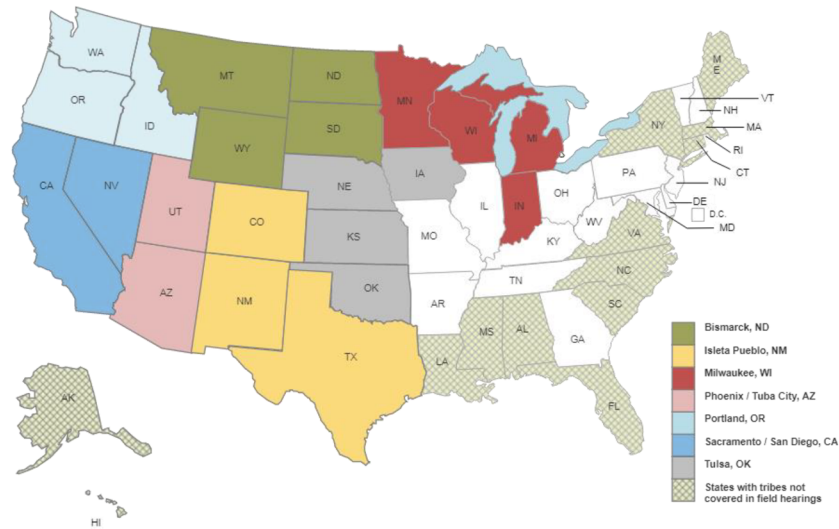 WA
OR
ID
MT
ND
SD
WY
CA
NV
UT
AZ
CO
NM
TX
NE
KS
OK
IA
MN
WI
MI
IN
IL
MO
AR
OH
KY
TN
WV
PA
NY
M
E
VT
NH
MA
RI
CT
NJ
DE
D.C.
MD
VA
NC
SC
GA
AL
MS
LA
FL
AK
HI
Bismarck, ND
Isleta Pueblo, NM
Milwaukee, WI
Phoenix / Tuba City, AZ
Portland, OR
Sacramento / San Diego, CA
Tulsa, OK
States with tribes not
covered in field hearings